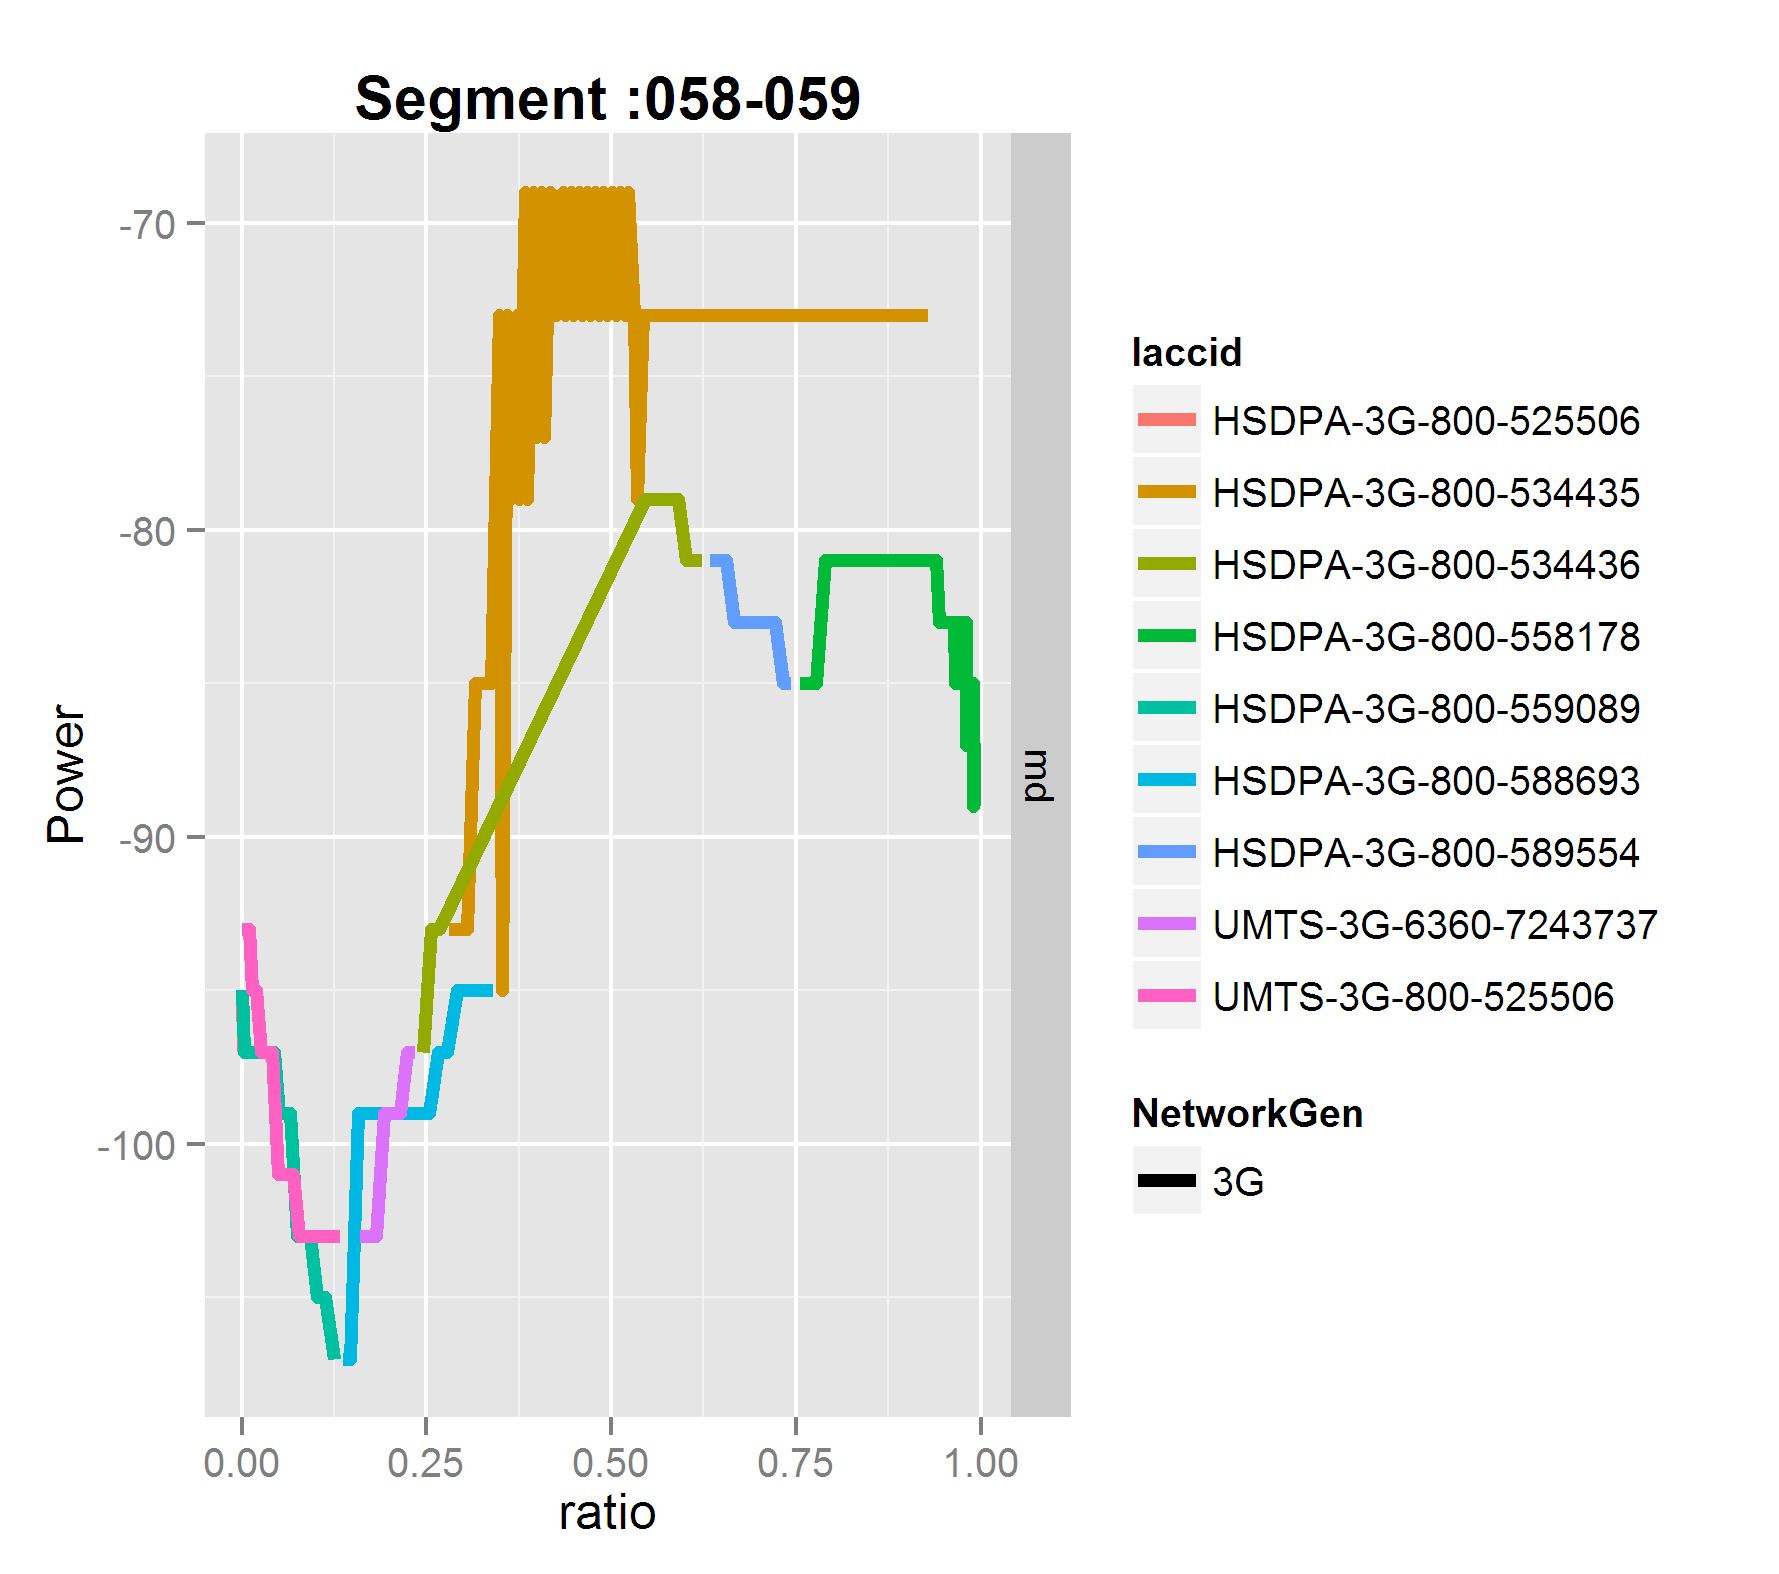 Segment :058-059
-70
-80
-90
-100
Power
0.00 0.25 0.50 0.75 1.00
ratio
md
laccid
HSDPA-3G-800-525506
HSDPA-3G-800-534435
HSDPA-3G-800-534436
HSDPA-3G-800-558178
HSDPA-3G-800-559089
HSDPA-3G-800-588693
HSDPA-3G-800-589554
UMTS-3G-6360-7243737
UMTS-3G-800-525506
NetworkGen
3G